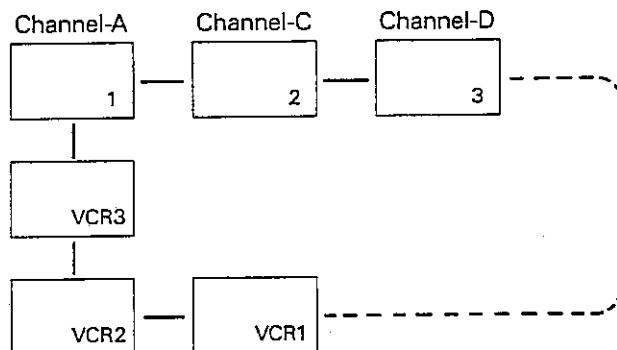 Channel-A Channel-C Channel-D
1 2 3
VCR3
VCR2 VCR1